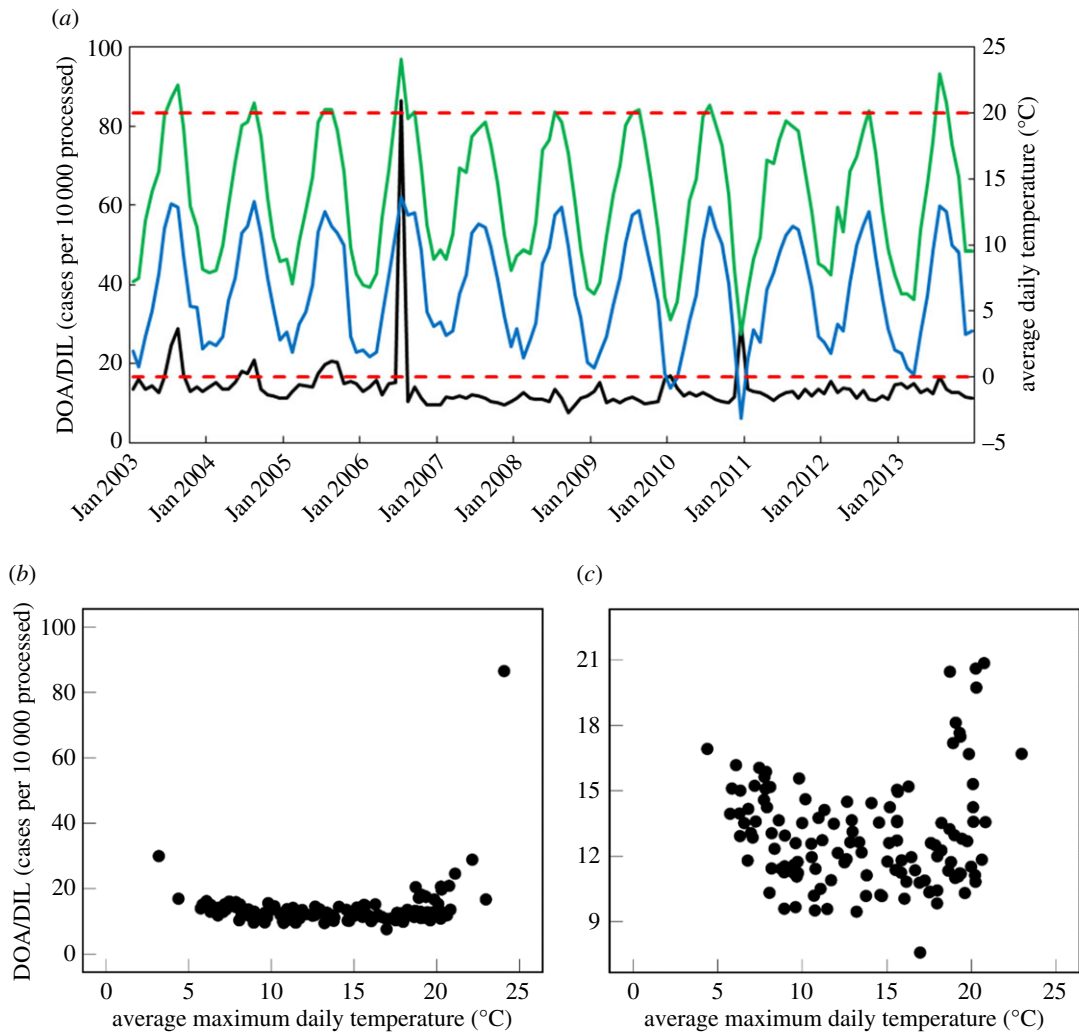 (a)
DOA/DIL (cases per 10 000 processed)
100
80
60
40
20
0
25
20
15
10
5
0
–5
average daily temperature (°C)
Jan 2003
Jan 2004
Jan 2005
Jan 2006
Jan 2007
Jan 2008
Jan 2009
Jan 2010
Jan 2011
Jan 2012
Jan 2013
(b)
DOA/DIL (cases per 10 000 processed)
100
80
60
40
20
0
0 5 10 15 20 25
average maximum daily temperature (°C)
(c)
21
18
15
12
9
0 5 10 15 20 25
average maximum daily temperature (°C)